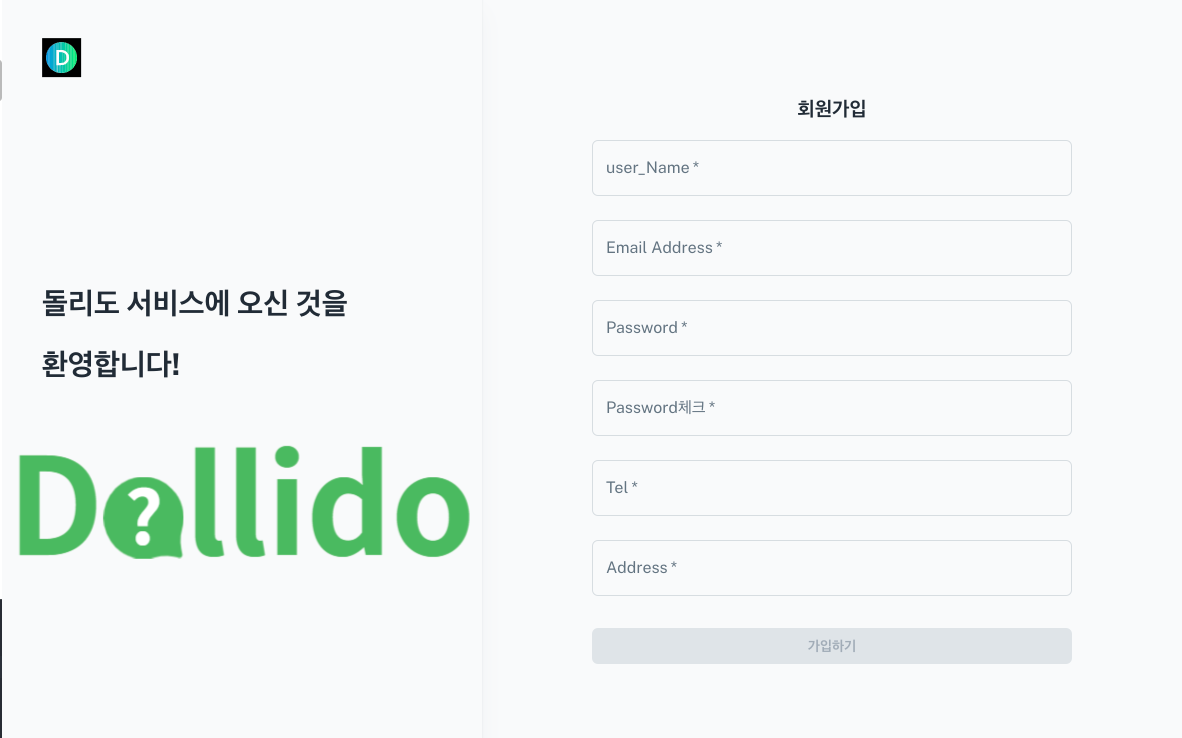 D
돌리도 서비스에 오신 것을
환영합니다!
D?llido
회원가입
user_Name *
Email Address *
Password *
Password체크 *
Tel *
Address *
가입하기